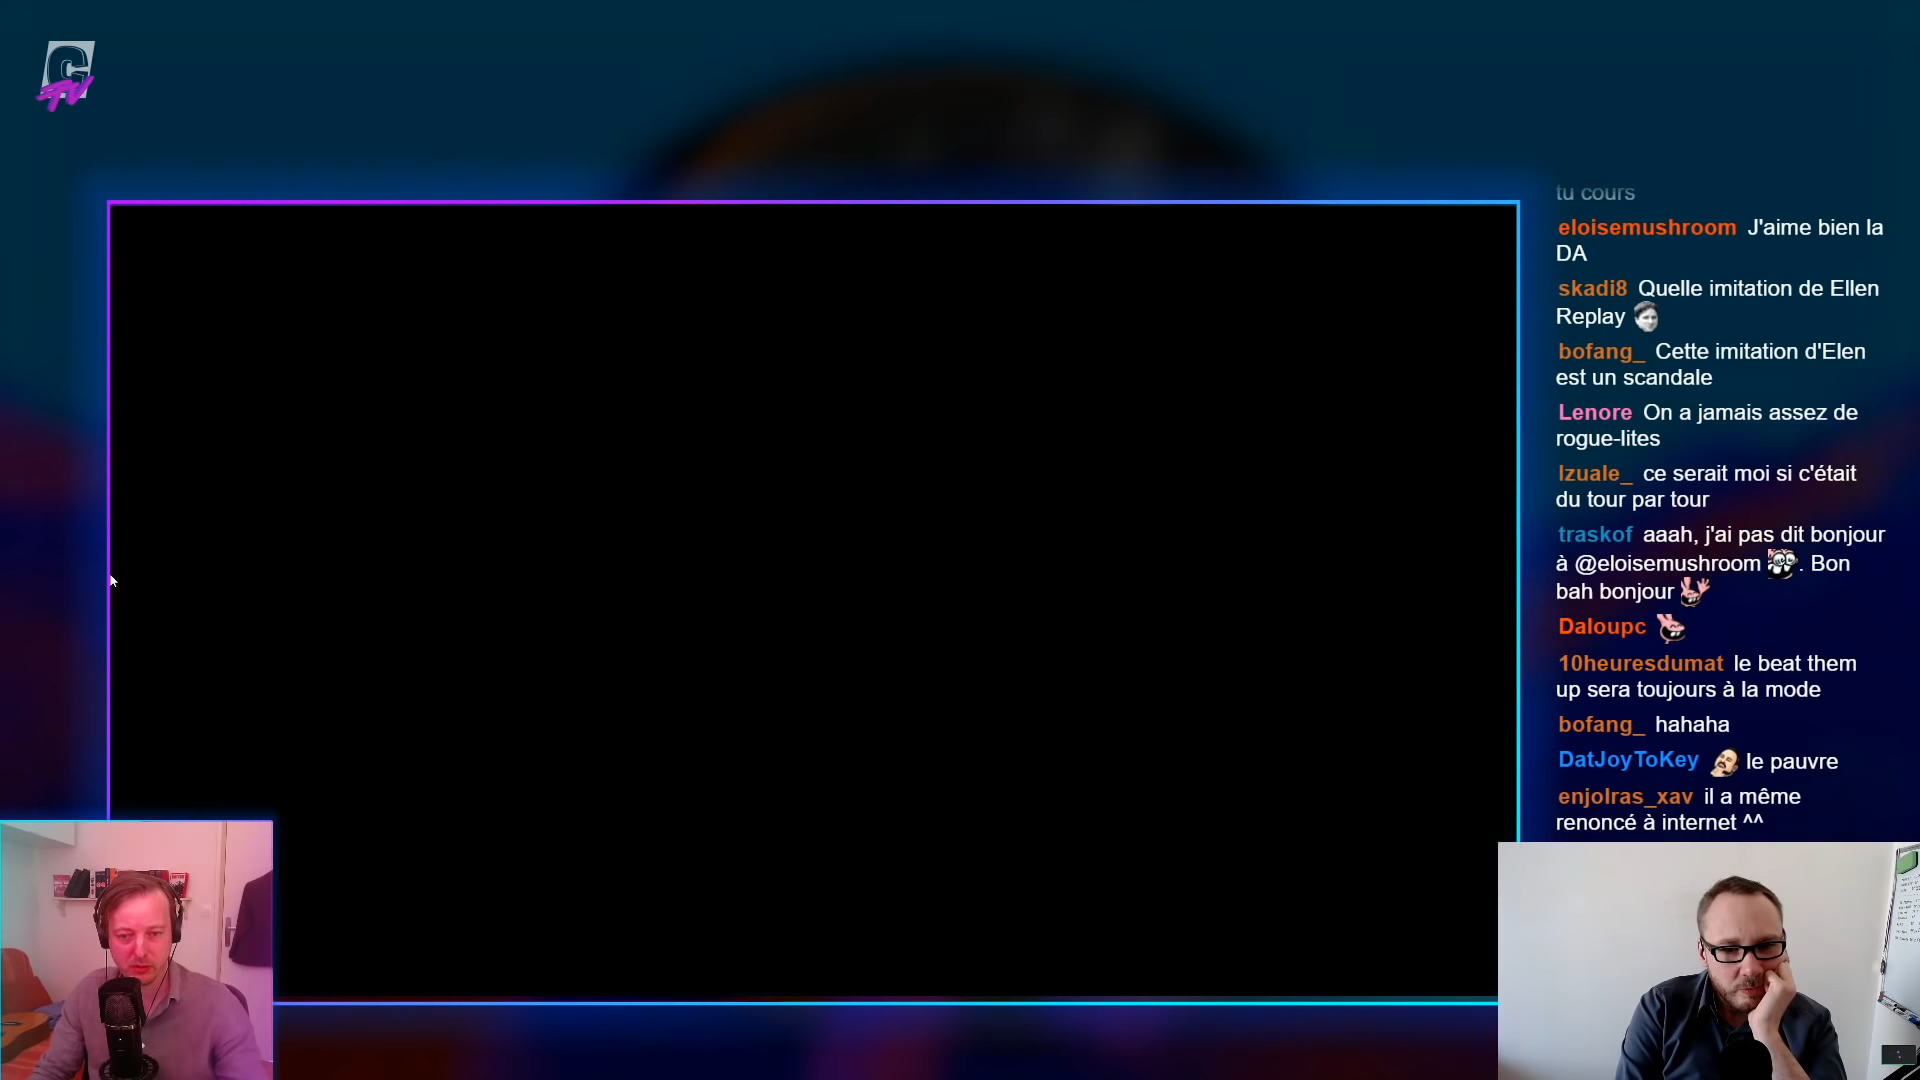 C
TV
tu cours
eloisemushroom J'aime bien la
DA
skadi8 Quelle imitation de Ellen
Replay
bofang_ Cette imitation d'Elen
est un scandale
Lenore On a jamais assez de
rogue-lites
lzuale_ ce serait moi si c'était
du tour par tour
traskof aaah, j'ai pas dit bonjour
à @eloisemushroom . Bon
bah bonjour
Daloupc
10heuresdumat le beat them
up sera toujours à la mode
bofang_ hahaha
DatJoyToKey le pauvre
enjolras_xav il a même
renoncé à internet ^^